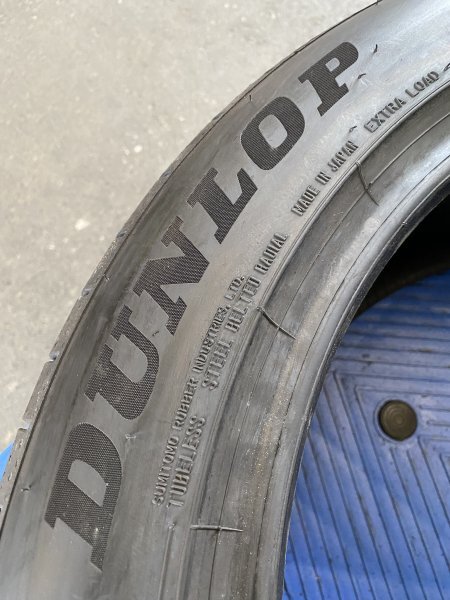 DUNLOP
SUMITOMO RUBBER INDUSTRIES, LTD.
TUBELESS STEEL BELTED RADIAL
MADE IN JAPAN
EXTRA LOAD